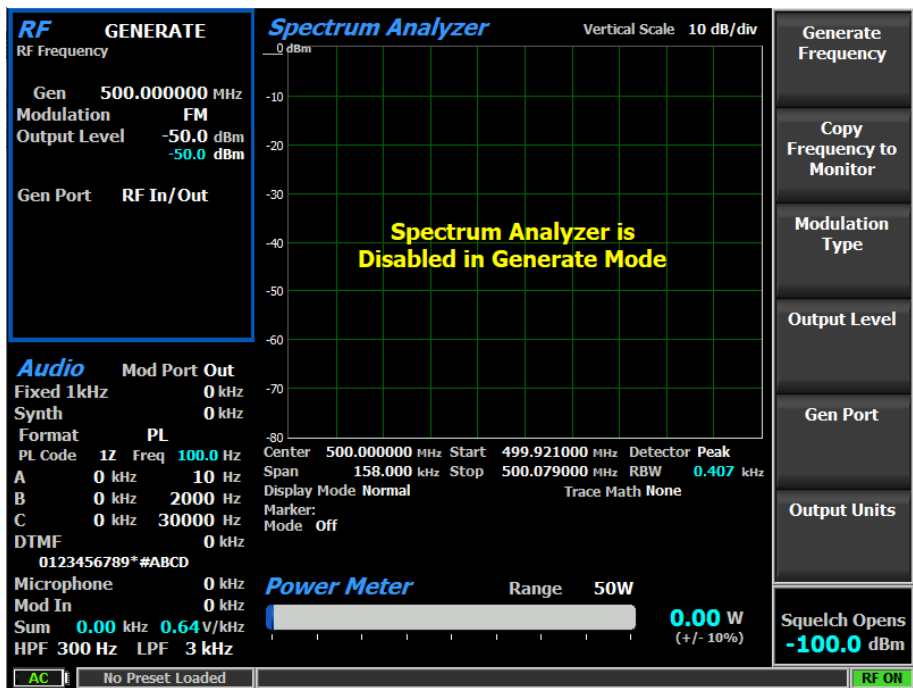 RF GENERATE
RF Frequency
Gen 500.000000 MHz
Modulation FM
Output Level -50.0 dBm
-50.0 dBm
Gen Port RF In/Out
Audio Mod Port Out
Fixed 1kHz 0 kHz
Synth 0 kHz
Format PL
PL Code 1Z Freq 100.0 Hz
A 0 kHz 10 Hz
B 0 kHz 2000 Hz
C 0 kHz 30000 Hz
DTMF 0 kHz
0123456789*#ABCD
Microphone 0 kHz
Mod In 0 kHz
Sum 0.00 kHz 0.64 V/kHz
HPF 300 Hz LPF 3 kHz
Spectrum Analyzer Vertical Scale 10 dB/div
0 dBm
-10
-20
-30
Spectrum Analyzer is
-40
Disabled in Generate Mode
-50
-60
-70
-80
Center 500.000000 MHz Start 499.921000 MHz Detector Peak
Span 158.000 kHz Stop 500.079000 MHz RBW 0.407 kHz
Display Mode Normal Trace Math None
Marker:
Mode Off
Power Meter Range 50W
0.00 W
(+/- 10%)
Generate
Frequency
Copy
Frequency to
Monitor
Modulation
Type
Output Level
Gen Port
Output Units
Squelch Opens
-100.0 dBm
AC No Preset Loaded RF ON